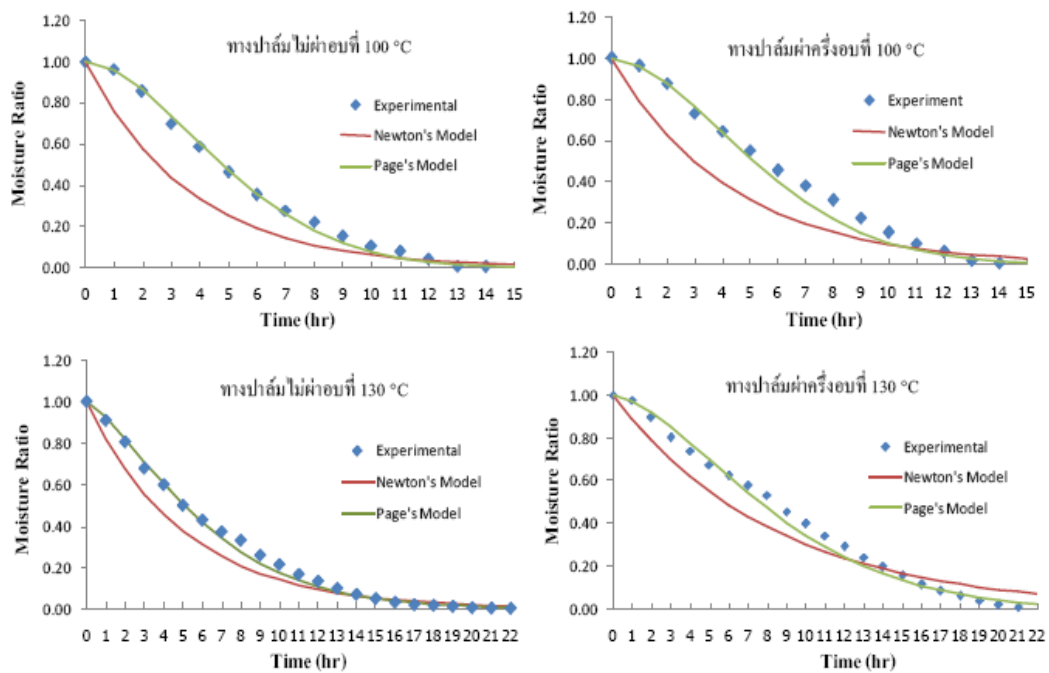 ทางปาล์มไม่ผ่าอบที่ 100 °C
Moisture Ratio
1.20
1.00
0.80
0.60
0.40
0.20
0.00
Experimental
Newton's Model
Page's Model
0 1 2 3 4 5 6 7 8 9 10 11 12 13 14 15
Time (hr)
ทางปาล์มผ่าครึ่งอบที่ 100 °C
Moisture Ratio
1.20
1.00
0.80
0.60
0.40
0.20
0.00
Experiment
Newton's Model
Page's Model
0 1 2 3 4 5 6 7 8 9 10 11 12 13 14 15
Time (hr)
ทางปาล์มไม่ผ่าอบที่ 130 °C
Moisture Ratio
1.20
1.00
0.80
0.60
0.40
0.20
0.00
Experimental
Newton's Model
Page's Model
0 1 2 3 4 5 6 7 8 9 10 11 12 13 14 15 16 17 18 19 20 21 22
Time (hr)
ทางปาล์มผ่าครึ่งอบที่ 130 °C
Moisture Ratio
1.20
1.00
0.80
0.60
0.40
0.20
0.00
Experimental
Newton's Model
Page's Model
0 1 2 3 4 5 6 7 8 9 10 11 12 13 14 15 16 17 18 19 20 21 22
Time (hr)